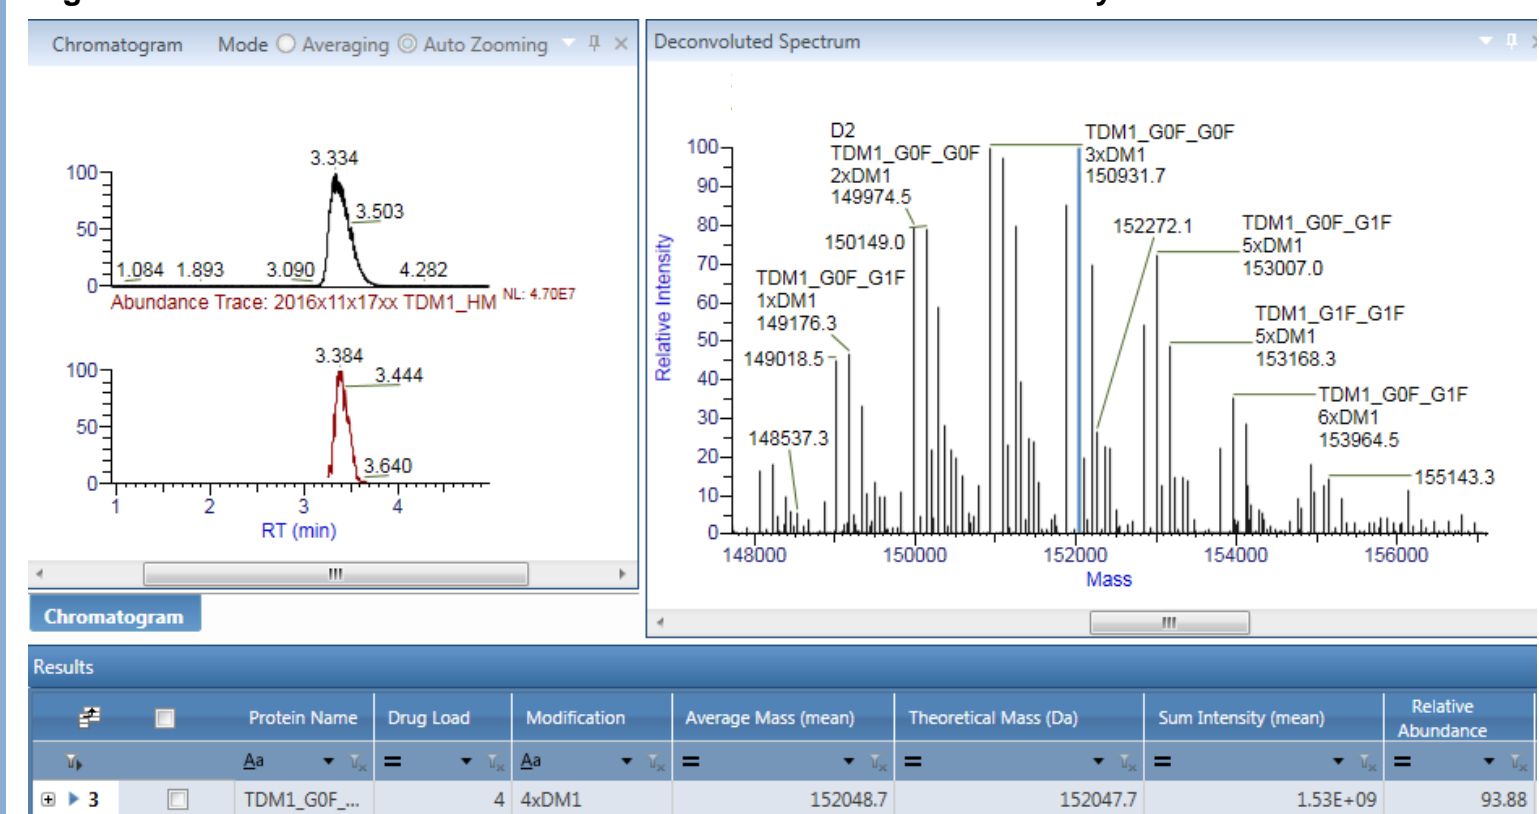 Chromatogram Mode Averaging Auto Zooming
3.334
100
3.503
50
1.084 1.893 3.090 4.282
0
Abundance Trace: 2016x11x17xx TDM1_HM NL: 4.70E7
3.384
100
3.444
50
3.640
0
1 2 3 4
RT (min)
Chromatogram
Deconvoluted Spectrum
D2
TDM1_G0F_G0F
2xDM1
149974.5
TDM1_G0F_G0F
3xDM1
150931.7
150149.0
152272.1
TDM1_G0F_G1F
5xDM1
153007.0
TDM1_G0F_G1F
1xDM1
149176.3
TDM1_G1F_G1F
5xDM1
153168.3
149018.5
TDM1_G0F_G1F
6xDM1
153964.5
148537.3
155143.3
Relative Intensity
100
90
80
70
60
50
40
30
20
10
0
148000 150000 152000 154000 156000
Mass
Results
Protein Name Drug Load Modification Average Mass (mean) Theoretical Mass (Da) Sum Intensity (mean) Relative Abundance
Aa = Aa = = = =
3 TDM1_G0F_... 4 4xDM1 152048.7 152047.7 1.53E+09 93.88